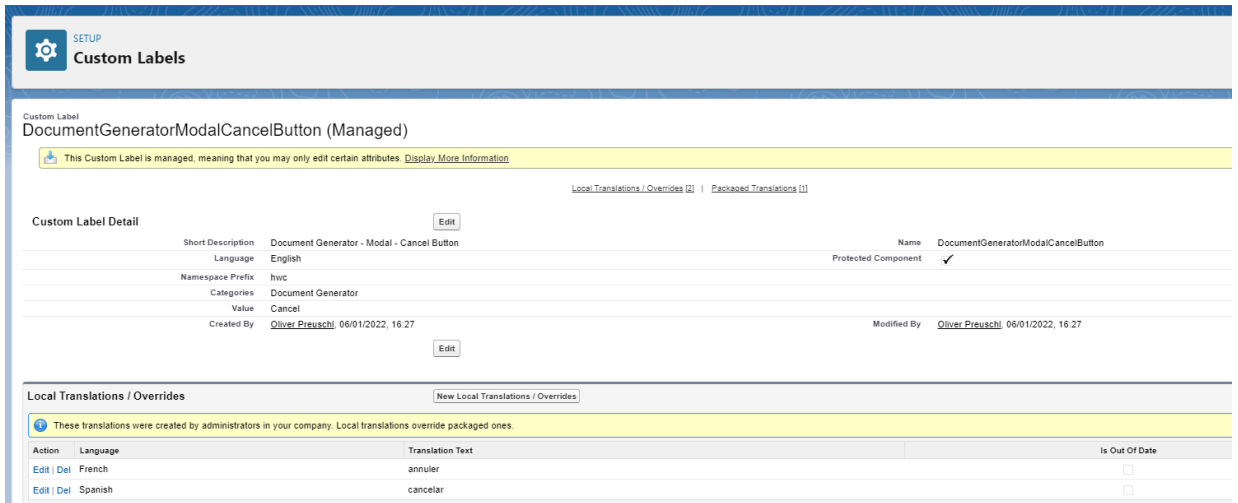 SETUP
Custom Labels
Custom Label
DocumentGeneratorModalCancelButton (Managed)
This Custom Label is managed, meaning that you may only edit certain attributes. Display More Information
Local Translations / Overrides [2] | Packaged Translations [1]
Custom Label Detail Edit
Short Description Document Generator - Modal - Cancel Button Name DocumentGeneratorModalCancelButton
Language English Protected Component ✓
Namespace Prefix hwc
Categories Document Generator
Value Cancel
Created By Oliver Preuschl, 06/01/2022, 16:27 Modified By Oliver Preuschl, 06/01/2022, 16:27
Edit
Local Translations / Overrides New Local Translations / Overrides
These translations were created by administrators in your company. Local translations override packaged ones.
Action Language Translation Text Is Out Of Date
Edit | Del French annuler
Edit | Del Spanish cancelar